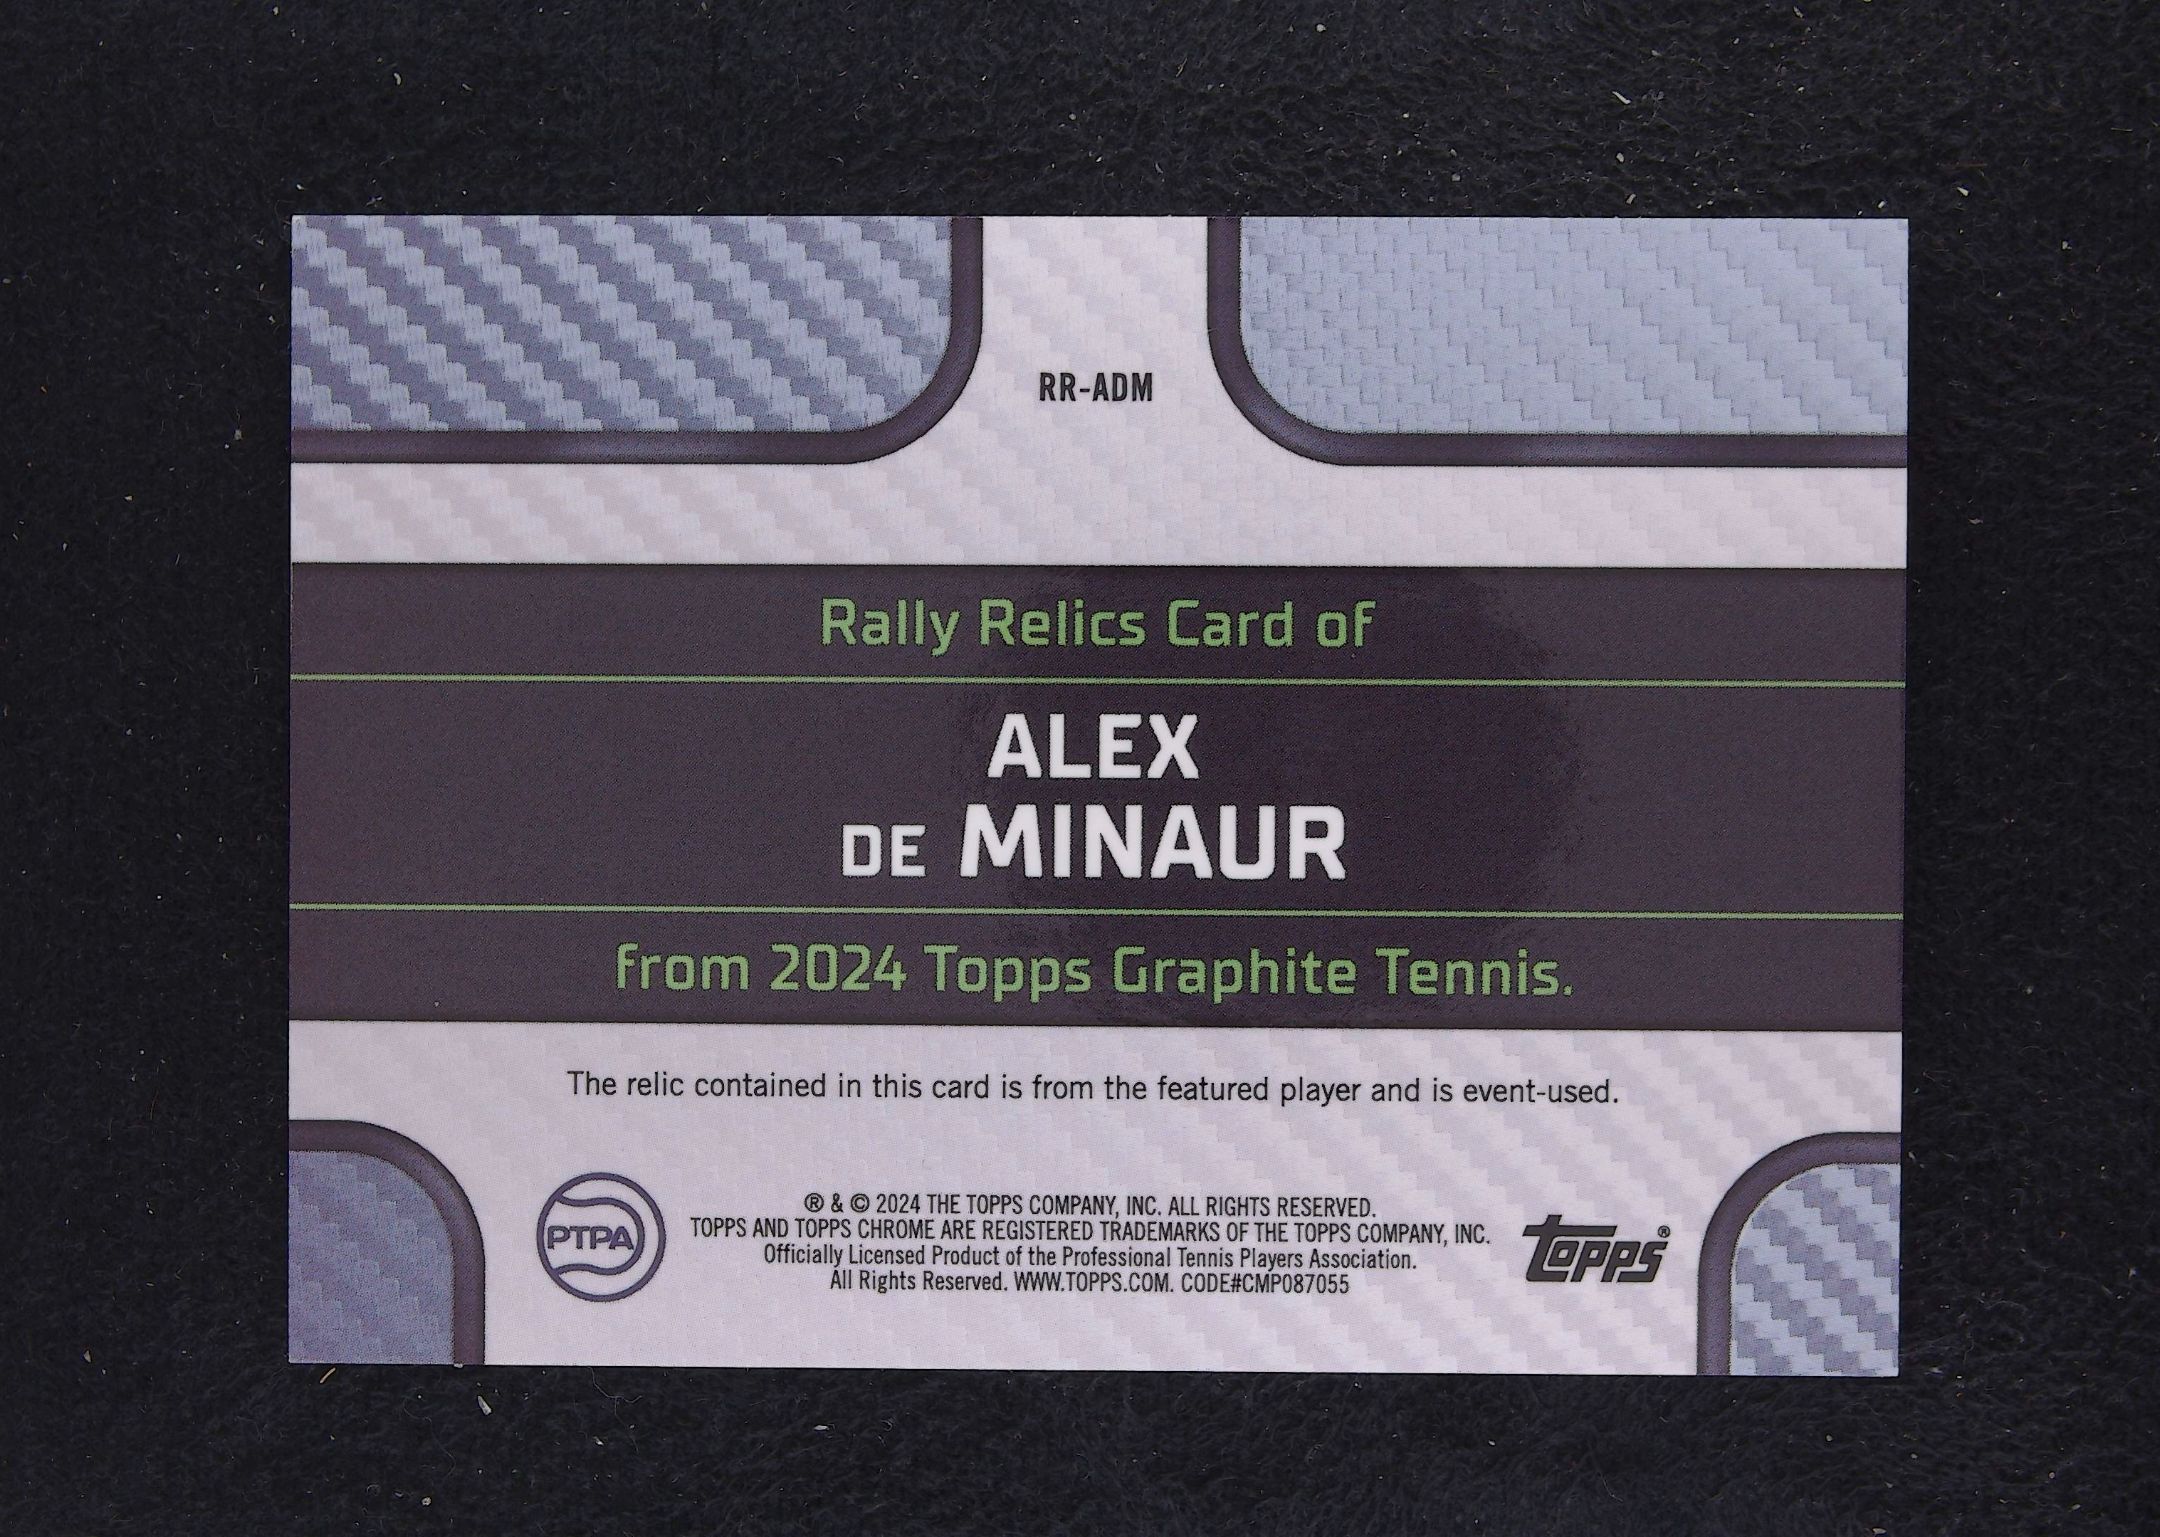 RR-ADM
Rally Relics Card of
ALEX
DE MINAUR
from 2024 Topps Graphite Tennis.
The relic contained in this card is from the featured player and is event-used.
PTPA
® & © 2024 THE TOPPS COMPANY, INC. ALL RIGHTS RESERVED.
TOPPS AND TOPPS CHROME ARE REGISTERED TRADEMARKS OF THE TOPPS COMPANY, INC.
Officially Licensed Product of the Professional Tennis Players Association.
All Rights Reserved. WWW.TOPPS.COM. CODE#CMP087055
topps®